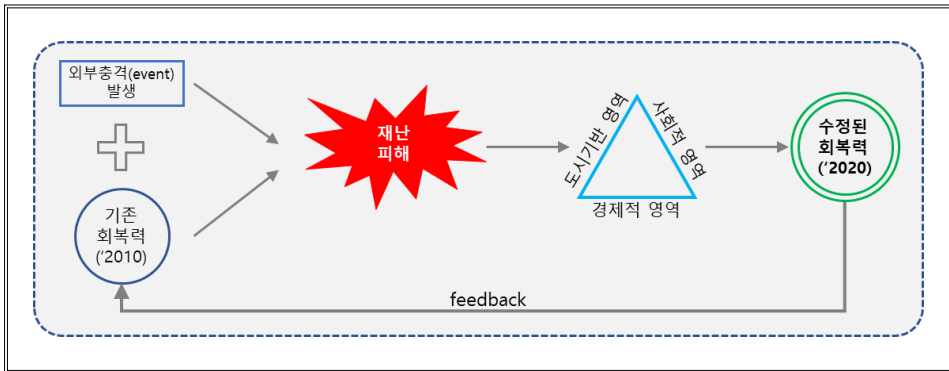 외부충격(event)
발생
기존
회복력
('2010)
재난
피해
도시기반 영역
사회적 영역
경제적 영역
수정된
회복력
('2020)
feedback